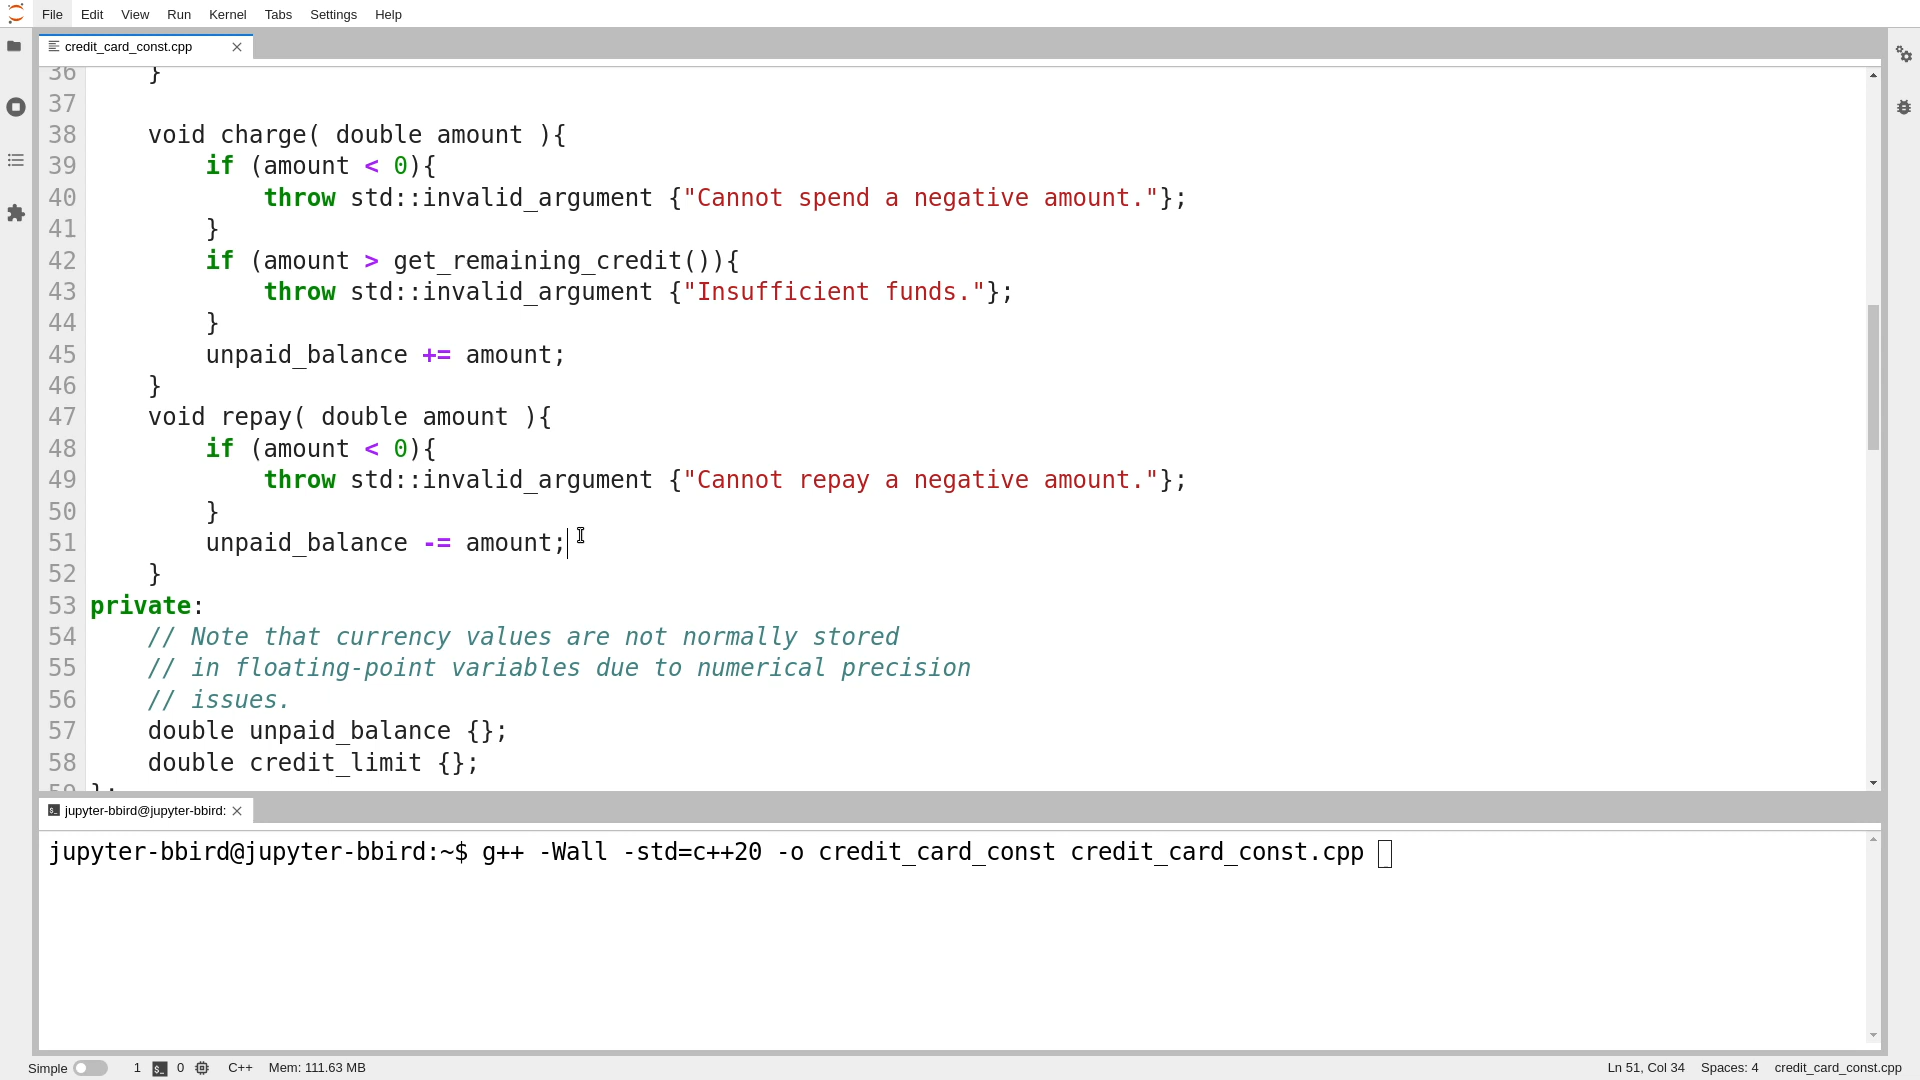 File Edit View Run Kernel Tabs Settings Help
credit_card_const.cpp
36 }
37
38 void charge( double amount ){
39 if (amount < 0){
40 throw std::invalid_argument {"Cannot spend a negative amount."};
41 }
42 if (amount > get_remaining_credit()){
43 throw std::invalid_argument {"Insufficient funds."};
44 }
45 unpaid_balance += amount;
46 }
47 void repay( double amount ){
48 if (amount < 0){
49 throw std::invalid_argument {"Cannot repay a negative amount."};
50 }
51 unpaid_balance -= amount;
52 }
53 private:
54 // Note that currency values are not normally stored
55 // in floating-point variables due to numerical precision
56 // issues.
57 double unpaid_balance {};
58 double credit_limit {};
59 };
jupyter-bbird@jupyter-bbird:
jupyter-bbird@jupyter-bbird:~$ g++ -Wall -std=c++20 -o credit_card_const credit_card_const.cpp
Simple 1 $_ 0 C++ Mem: 111.63 MB Ln 51, Col 34 Spaces: 4 credit_card_const.cpp